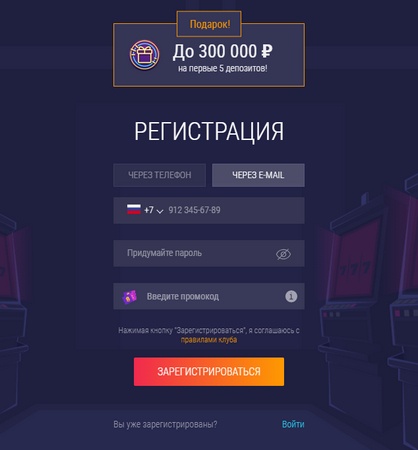 Подарок!
До 300 000 ₽
на первые 5 депозитов!
РЕГИСТРАЦИЯ
ЧЕРЕЗ ТЕЛЕФОН ЧЕРЕЗ E-MAIL
+7 912 345-67-89
Придумайте пароль
Введите промокод 1
Нажимая кнопку "Зарегистрироваться", я соглашаюсь с
правилами клуба
ЗАРЕГИСТРИРОВАТЬСЯ
Вы уже зарегистрированы? Войти